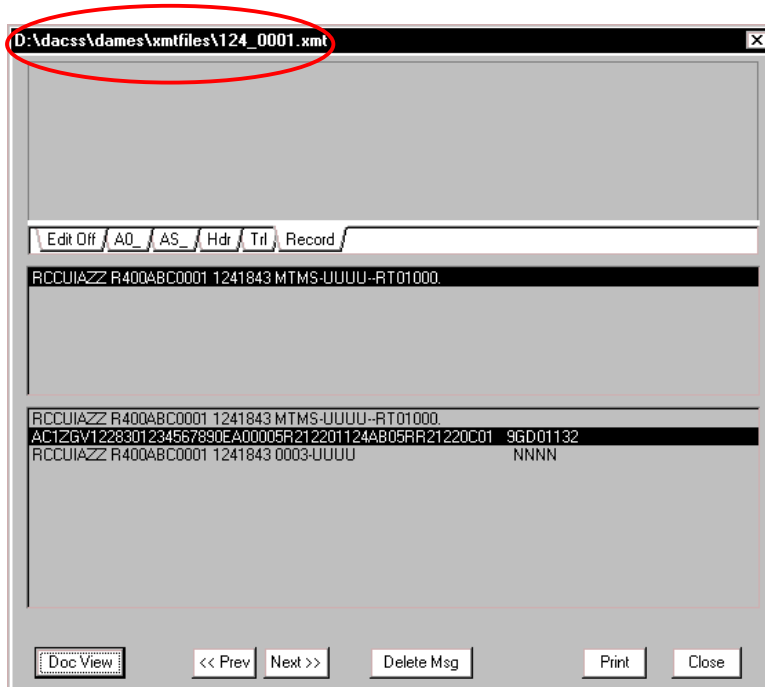 D:\dacss\dames\xmtfiles\124_0001.xmt
Edit Off A0_ AS_ Hdr Trl Record
RCCUIAZZ R400ABC0001 1241843 MTMS-UUUU--RT01000.
RCCUIAZZ R400ABC0001 1241843 MTMS-UUUU--RT01000.
AC1ZGV1228301234567890EA00005R212201124AB05RR21220C01 9GD01132
RCCUIAZZ R400ABC0001 1241843 0003-UUUU NNNN
Doc View << Prev Next >> Delete Msg Print Close